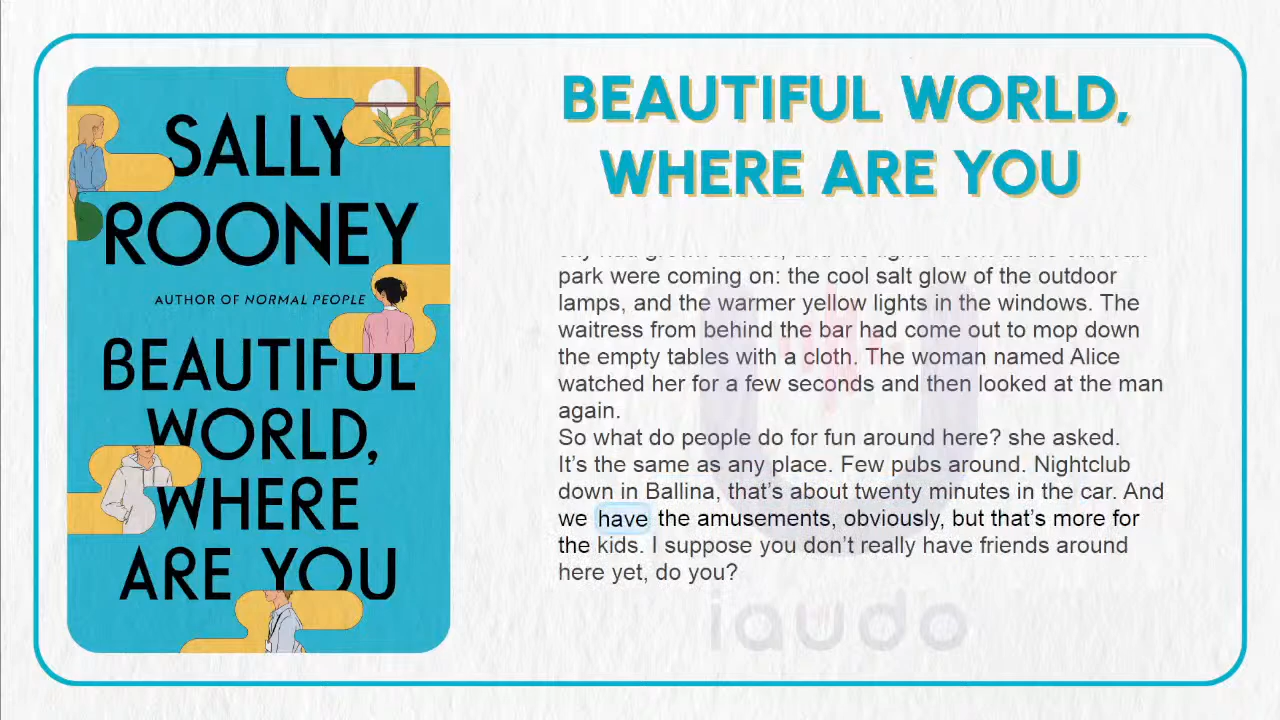 SALLY
ROONEY
AUTHOR OF NORMAL PEOPLE
BEAUTIFUL
WORLD,
WHERE
ARE YOU
BEAUTIFUL WORLD,
WHERE ARE YOU
park were coming on: the cool salt glow of the outdoor
lamps, and the warmer yellow lights in the windows. The
waitress from behind the bar had come out to mop down
the empty tables with a cloth. The woman named Alice
watched her for a few seconds and then looked at the man
again.
So what do people do for fun around here? she asked.
It’s the same as any place. Few pubs around. Nightclub
down in Ballina, that’s about twenty minutes in the car. And
we have the amusements, obviously, but that’s more for
the kids. I suppose you don’t really have friends around
here yet, do you?
iaudo